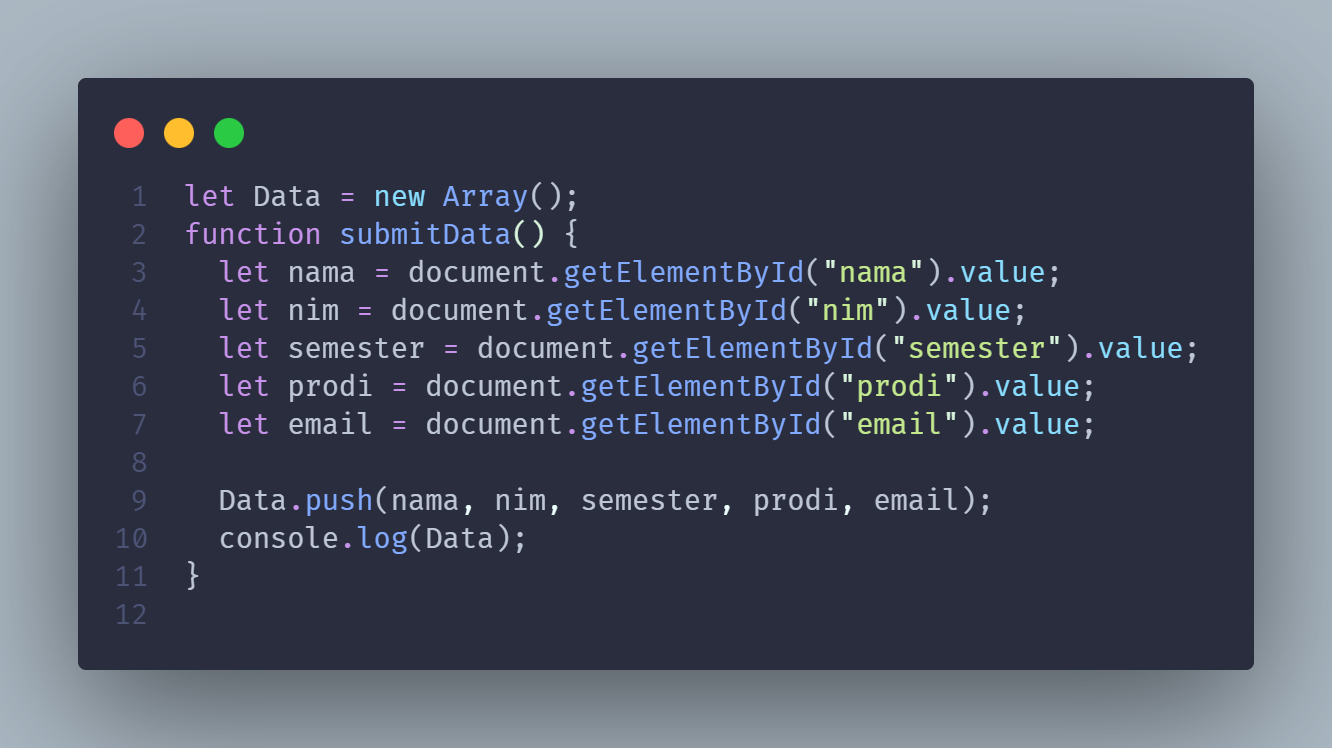 1 let Data = new Array();
2 function submitData() {
3   let nama = document.getElementById("nama").value;
4   let nim = document.getElementById("nim").value;
5   let semester = document.getElementById("semester").value;
6   let prodi = document.getElementById("prodi").value;
7   let email = document.getElementById("email").value;
8
9   Data.push(nama, nim, semester, prodi, email);
10   console.log(Data);
11 }
12